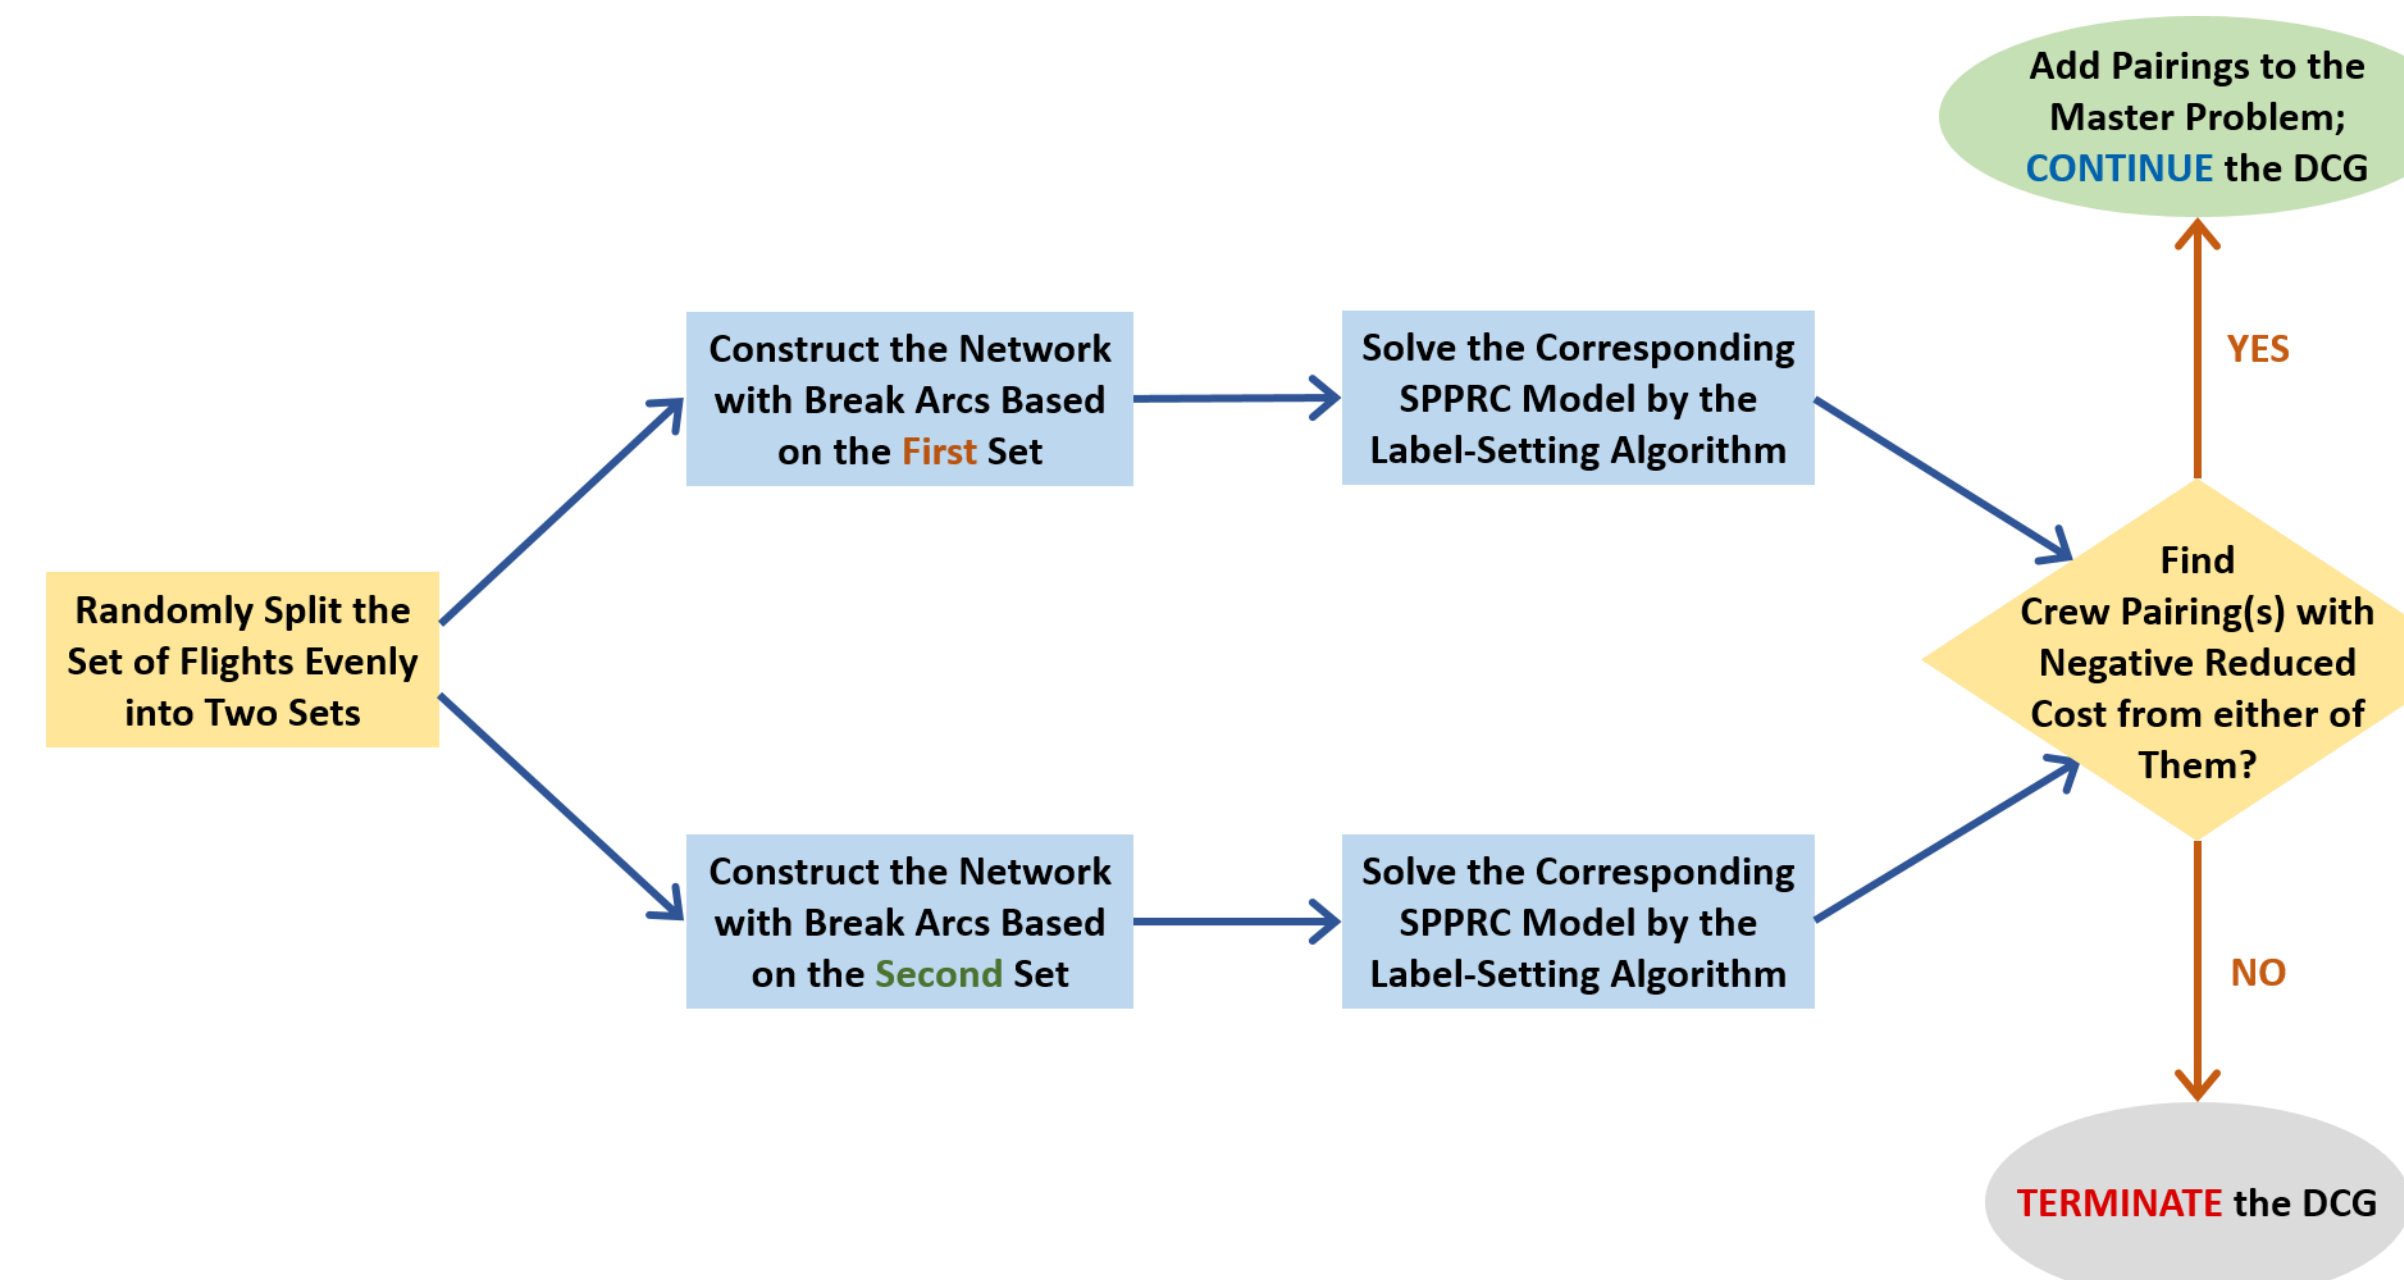 Randomly Split the
Set of Flights Evenly
into Two Sets
Construct the Network
with Break Arcs Based
on the First Set
Solve the Corresponding
SPPRC Model by the
Label-Setting Algorithm
Construct the Network
with Break Arcs Based
on the Second Set
Solve the Corresponding
SPPRC Model by the
Label-Setting Algorithm
Find
Crew Pairing(s) with
Negative Reduced
Cost from either of
Them?
YES
Add Pairings to the
Master Problem;
CONTINUE the DCG
NO
TERMINATE the DCG